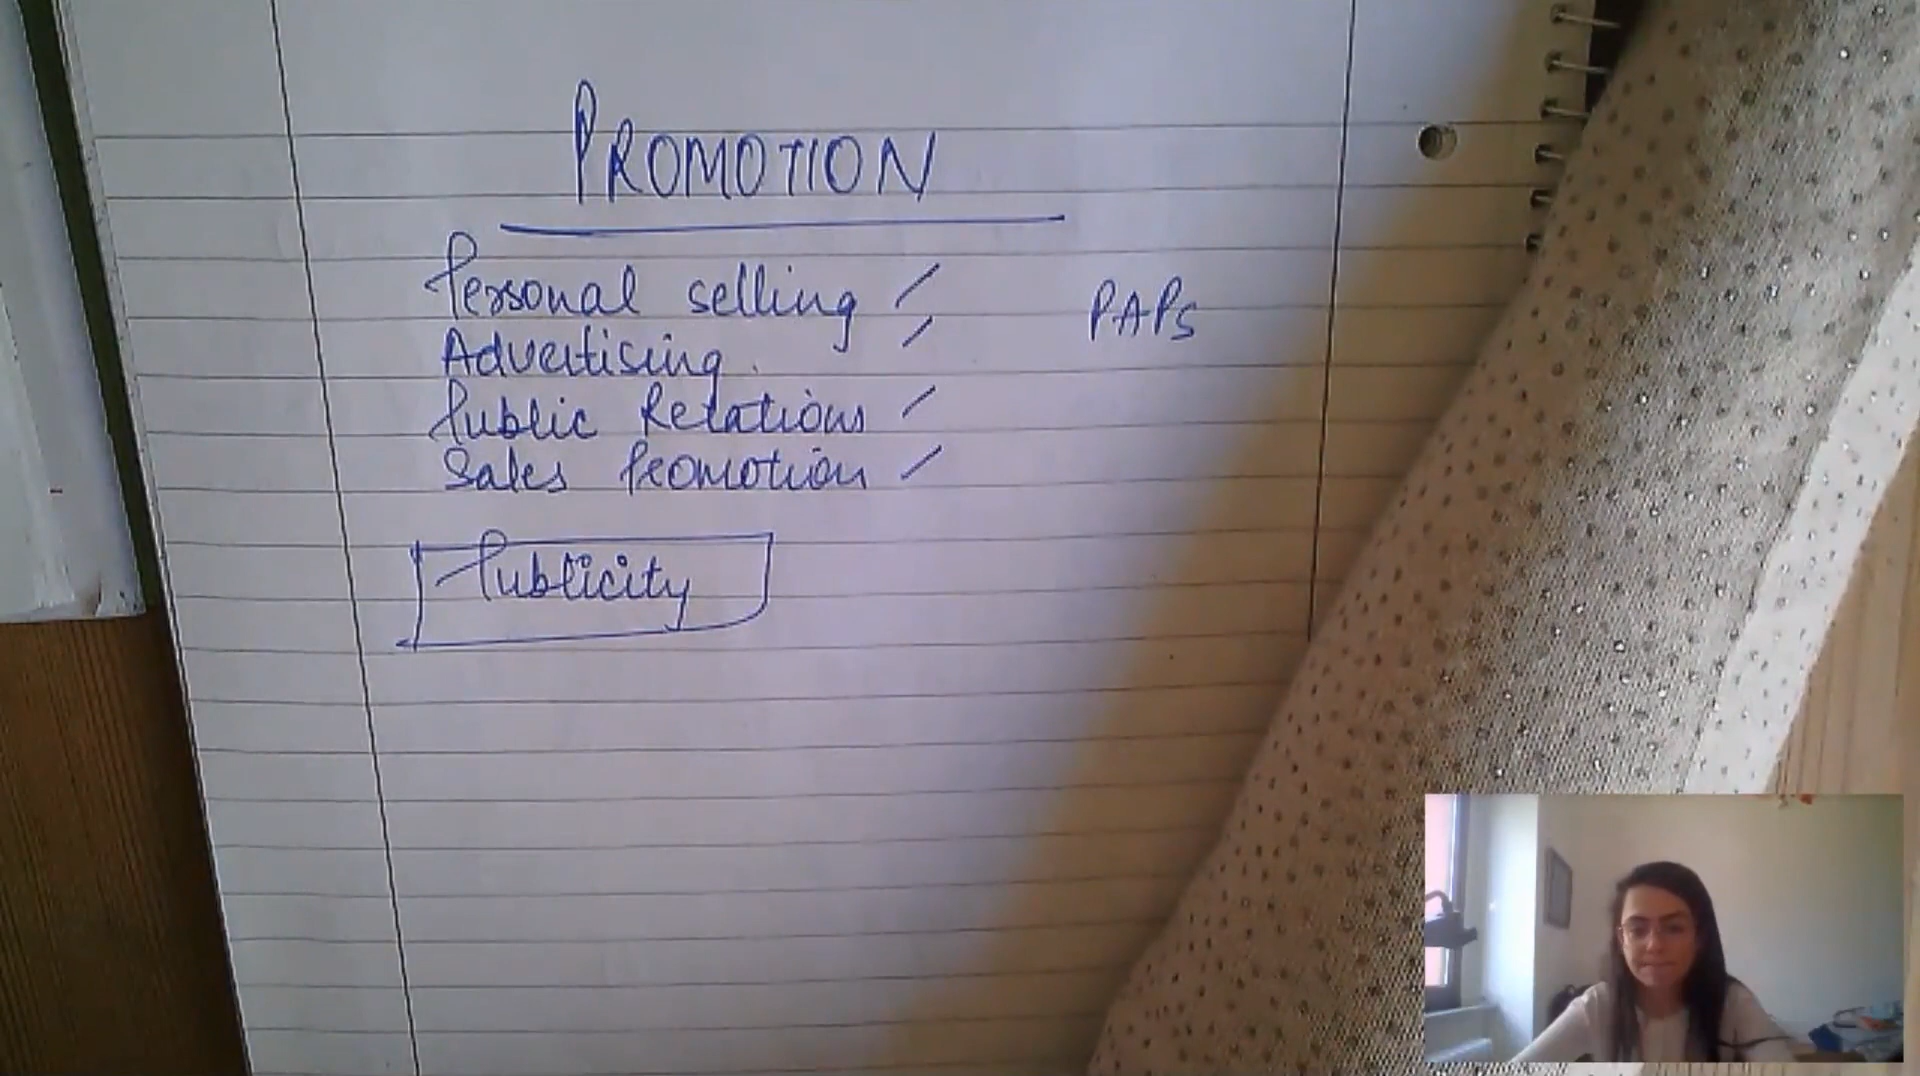 PROMOTION
Personal selling
PAPs
Advertising.
Public Relations
Sales Promotion
Publicity